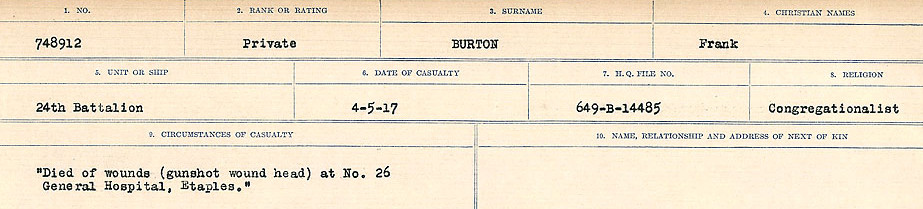 1. NO. 2. RANK OR RATING 3. SURNAME 4. CHRISTIAN NAMES
748912 Private BURTON Frank
5. UNIT OR SHIP 6. DATE OF CASUALTY 7. H.Q. FILE NO. 8. RELIGION
24th Battalion 4-5-17 649-B-14485 Congregationalist
9. CIRCUMSTANCES OF CASUALTY 10. NAME, RELATIONSHIP AND ADDRESS OF NEXT OF KIN
"Died of wounds (gunshot wound head) at No. 26
General Hospital, Etaples."